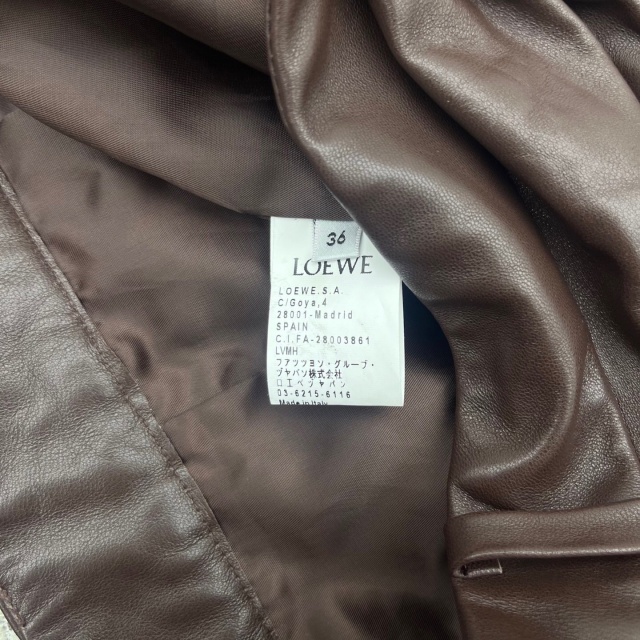 36
LOEWE
LOEWE.S.A.
C/Goya,4
28001-Madrid
SPAIN
C.I.FA-28003861
LVMH
ファッツョン・グループ・
ブャパン株式会社
ロエベジャパン
03-6215-6116
Made in Italy